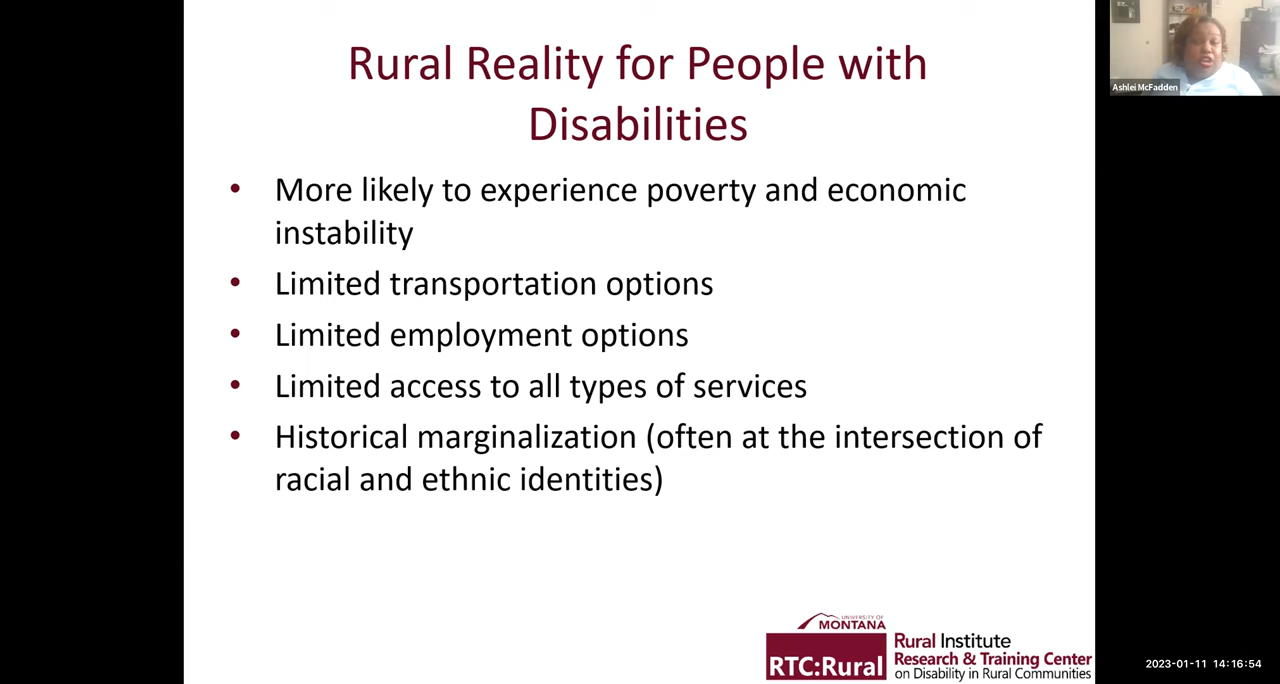 Rural Reality for People with
Disabilities
• More likely to experience poverty and economic
instability
• Limited transportation options
• Limited employment options
• Limited access to all types of services
• Historical marginalization (often at the intersection of
racial and ethnic identities)
Ashlei McFadden
UNIVERSITY OF
MONTANA
RTC:Rural
Rural Institute
Research & Training Center
on Disability in Rural Communities
2023-01-11 14:16:54